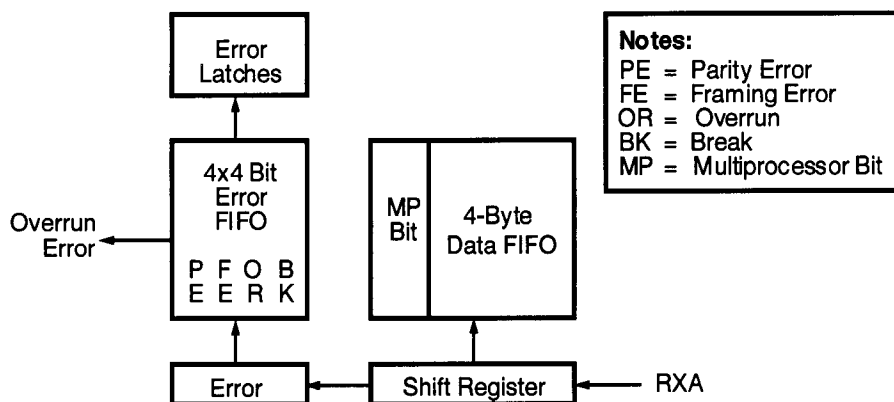 Error
Latches
Notes:
PE = Parity Error
FE = Framing Error
OR = Overrun
BK = Break
MP = Multiprocessor Bit
4x4 Bit
Error
FIFO
P F O B
E E R K
MP
Bit
4-Byte
Data FIFO
Overrun
Error
Error
Shift Register
RXA